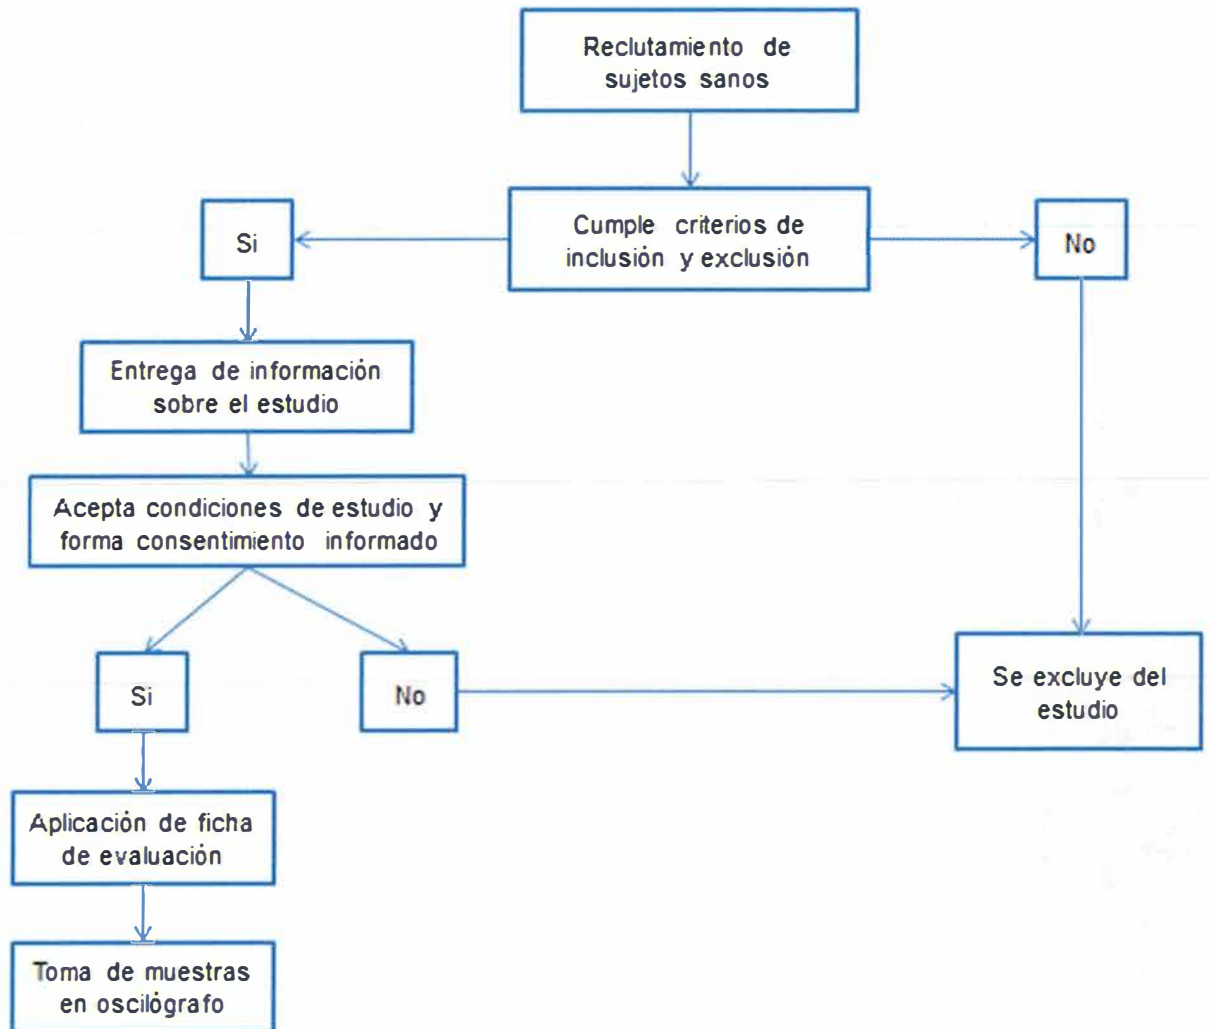 Reclutamiento de
sujetos sanos
Cumple criterios de
inclusión y exclusión
Si
No
Entrega de información
sobre el estudio
Acepta condiciones de estudio y
forma consentimiento informado
Si
No
Se excluye del
estudio
Aplicación de ficha
de evaluación
Toma de muestras
en oscilógrafo